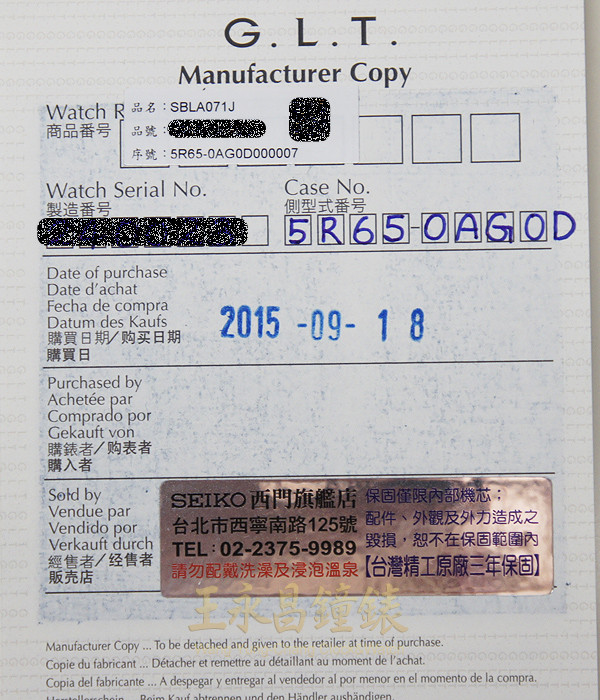 G. L. T.
Manufacturer Copy
Watch R
商品番号
品名：SBLA071J
品號：
序號：5R65-0AG0D000007
Watch Serial No.
製造番号
Case No.
側型式番号
5R65-0AG0D
Date of purchase
Date d'achat
Fecha de compra
Datum des Kaufs
購買日期/购买日期
購買日
2015 -09- 18
Purchased by
Achetée par
Comprado por
Gekauft von
購錶者/购表者
購入者
Sold by
Vendue par
Vendido por
Verkauft durch
經售者/经售者
販売店
SEIKO 西門旗艦店
台北市西寧南路125號
TEL：02-2375-9989
請勿配戴洗澡及浸泡溫泉
保固僅限內部機芯；
配件、外觀及外力造成之
毀損，恕不在保固範圍內
【台灣精工原廠三年保固】
王永昌鐘錶
Manufacturer Copy ... To be detached and given to the retailer at time of purchase.
Copie du fabricant ... Détacher et remettre au détaillant au moment de l'achat.
Copia del fabricante ... A despegar y entregar al vendedor al por menor en el momento de la compra.
Herstellerschein ... Beim Kauf abtrennen und den Händler aushändigen.